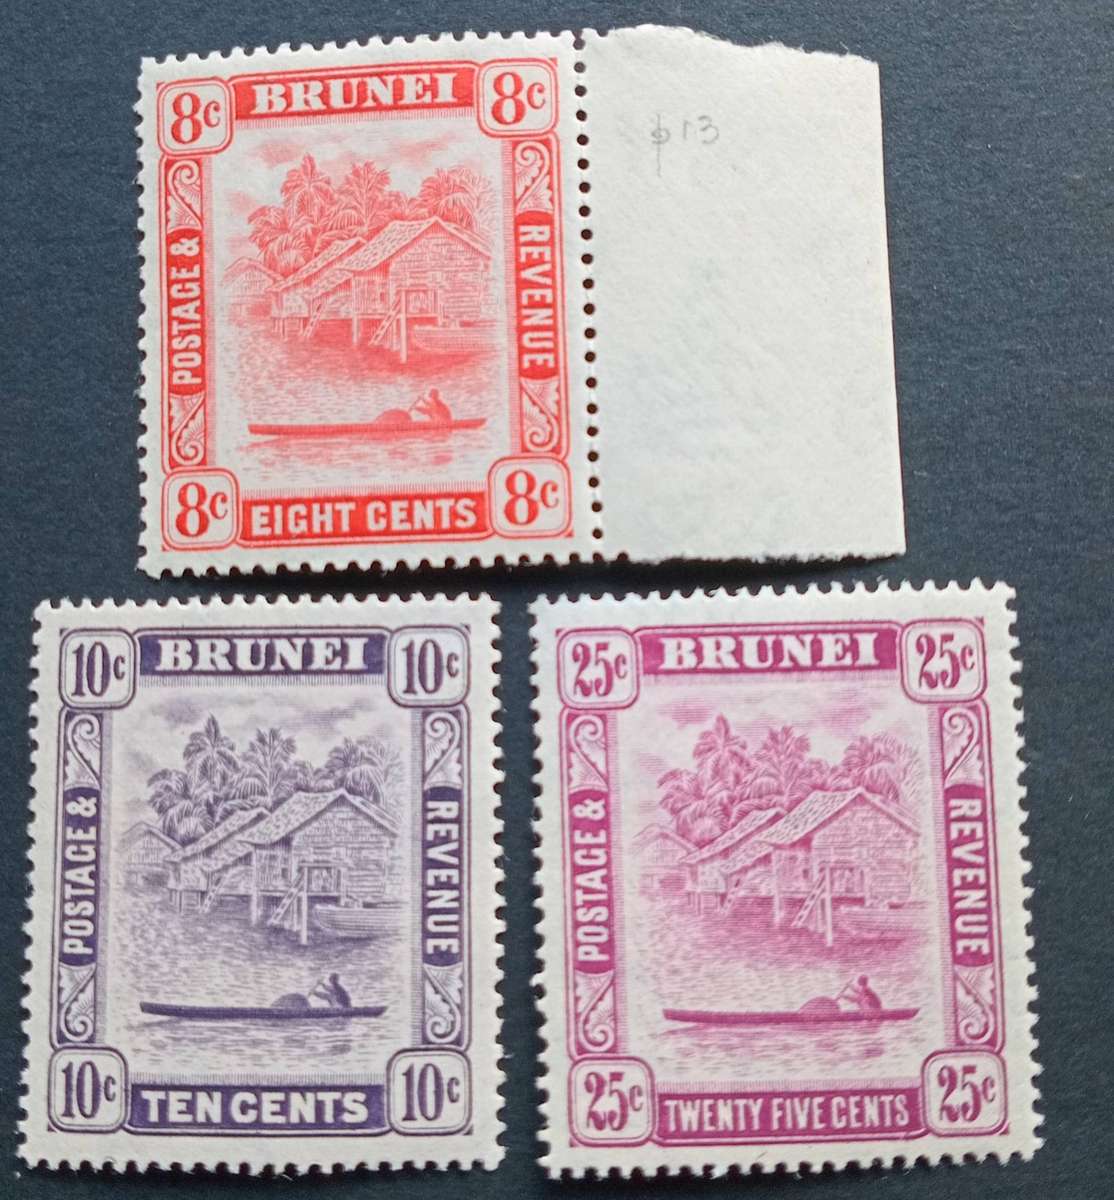 8c BRUNEI 8c
POSTAGE & REVENUE
8c EIGHT CENTS 8c
13
10c BRUNEI 10c
POSTAGE & REVENUE
10c TEN CENTS 10c
25c BRUNEI 25c
POSTAGE & REVENUE
25c TWENTY FIVE CENTS 25c